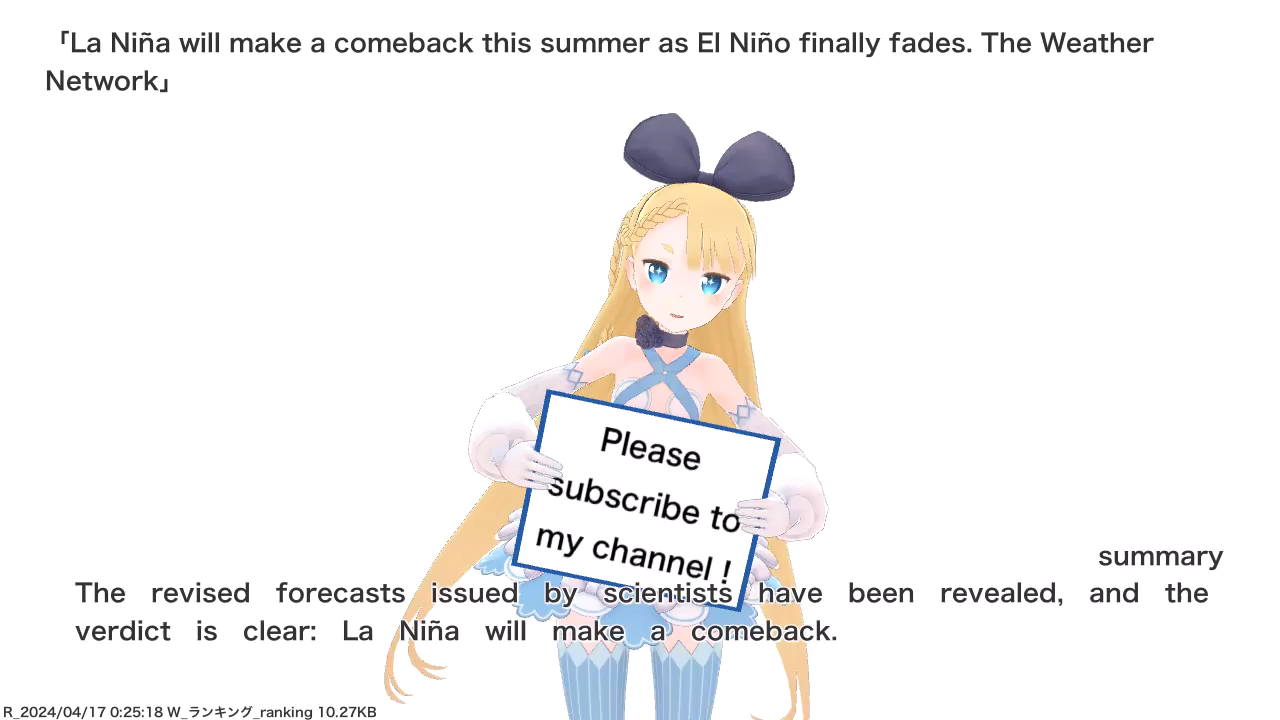 「La Niña will make a comeback this summer as El Niño finally fades. The Weather
Network」
Please
subscribe to
my channel !
summary
The revised forecasts issued by scientists have been revealed, and the
verdict is clear: La Niña will make a comeback.
R_2024/04/17 0:25:18 W_ランキング_ranking 10.27KB